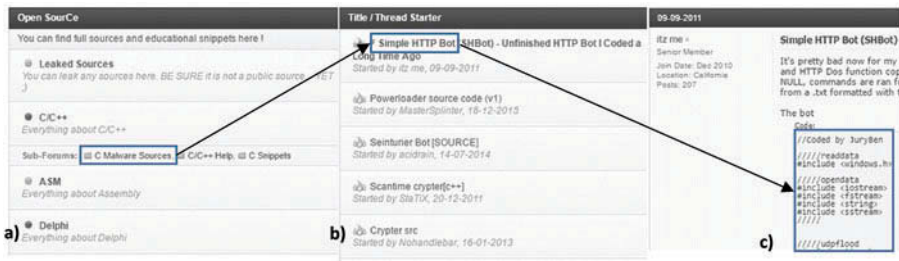 Open SourCe
You can find full sources and educational snippets here !
Leaked Sources
You can leak any sources here. BE SURE it is not a public source
;)
C/C++
Everything about C/C++
Sub-Forums: C Malware Sources, C/C++ Help, C Snippets
ASM
Everything about Assembly
Delphi
Everything about Delphi
a)
Title / Thread Starter
Simple HTTP Bot (SHBot) - Unfinished HTTP Bot I Coded a
Long Time Ago
Started by itz me, 09-09-2011
Powerloader source code (v1)
Started by MasterSplinter, 16-12-2015
Seinturier Bot [SOURCE]
Started by acidrain, 14-07-2014
Scantime crypter[c++]
Started by StaTiX, 20-12-2011
Crypter src
Started by Nohandlebar, 16-01-2013
b)
09-09-2011
itz me
Senior Member
Join Date: Dec 2010
Location: California
Posts: 207
Simple HTTP Bot (SHBot)
It's pretty bad now for my
and HTTP Dos function cop
NULL, commands are ran f
from a .txt formatted with t
The bot
Code:
//Coded by JuryBen
/////readdata
#include <windows.h
/////opendata
#include <iostream>
#include <fstream>
#include <string>
#include <sstream>
/////
/////udpflood
c)